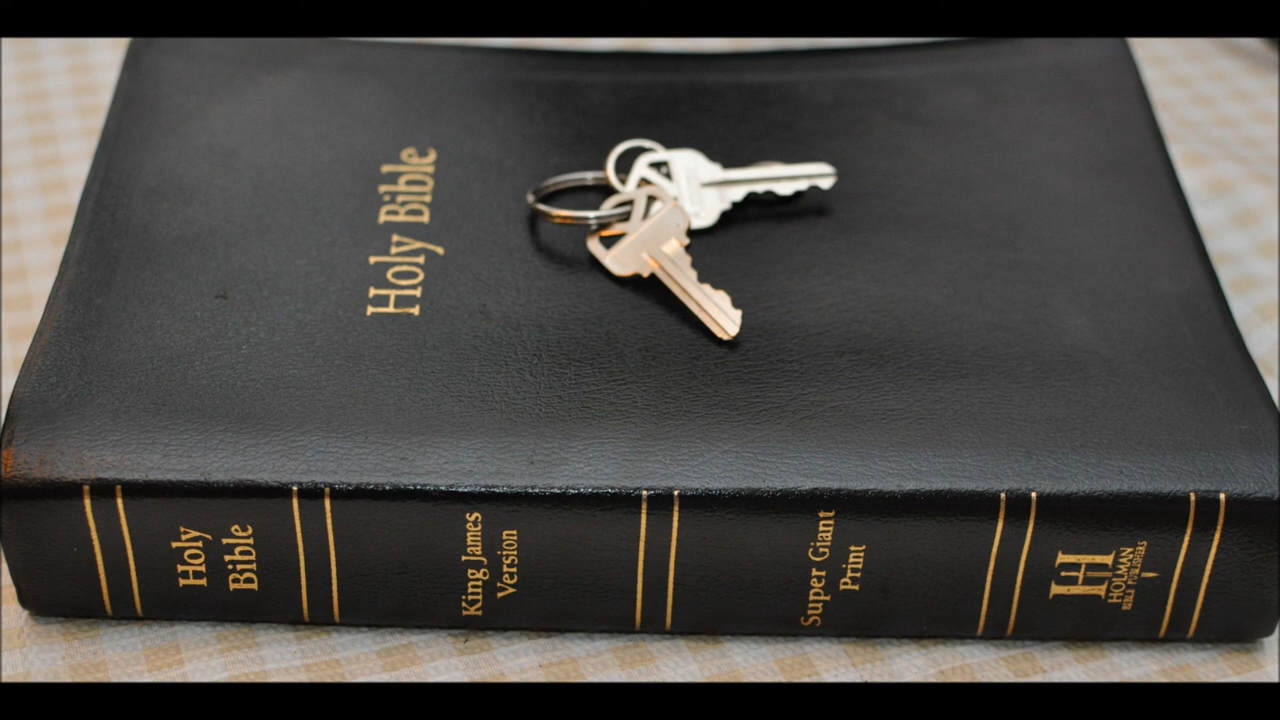 Holy Bible
Holy
Bible
King James
Version
Super Giant
Print
HOLMAN
BIBLE PUBLISHERS